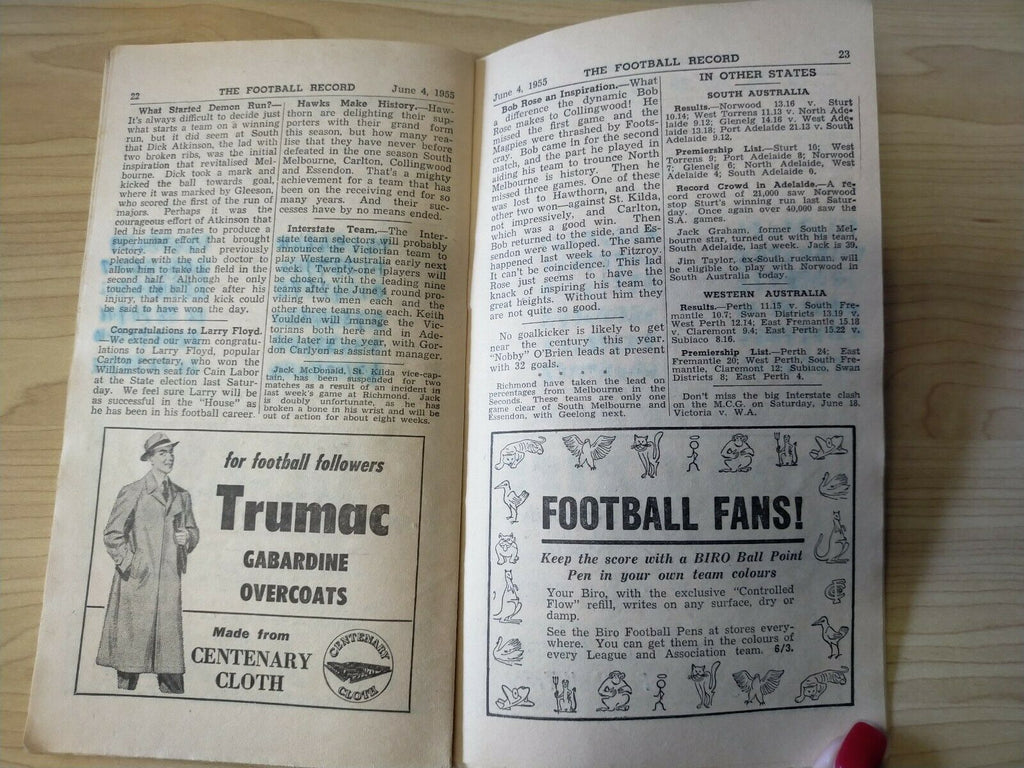 22 THE FOOTBALL RECORD June 4, 1955
What Started Demon Run?—
It's always difficult to decide just
what starts a team on a winning
run, but it did seem at South
that Dick Atkinson, the lad with
two broken ribs, was the initial
inspiration that revitalised Mel-
bourne. Dick took a mark and
kicked the ball towards goal,
where it was marked by Gleeson,
who scored the first of the run of
majors. Perhaps it was the
courageous effort of Atkinson that
led his team mates to produce a
superhuman effort that brought
victory. He had previously
pleaded with the club doctor to
allow him to take the field in the
second half. Although he only
touched the ball once after his
injury, that mark and kick could
be said to have won the day.
Congratulations to Larry Floyd.
—We extend our warm congratu-
lations to Larry Floyd, popular
Carlton secretary, who won the
Williamstown seat for Cain Labor
at the State election last Satur-
day. We feel sure Larry will be
as successful in the "House" as
he has been in his football career.
Hawks Make History.—Haw-
thorn are delighting their sup-
porters with their grand form
this season, but how many rea-
lise that they have never before
defeated in the one season South
Melbourne, Carlton, Collingwood
and Essendon. That's a mighty
achievement for a team that has
been on the receiving end for so
many years. And their suc-
cesses have by no means ended.
Interstate Team.—The Inter-
state team selectors will probably
announce the Victorian team to
play Western Australia early next
week. Twenty-one players will
be chosen, with the leading nine
teams after the June 4 round pro-
viding two men each and the
other three teams one each. Keith
Youlden will manage the Vic-
torians both here and in Ade-
laide later in the year, with Gor-
don Carlyon as assistant manager.
Jack McDonald, St. Kilda vice-cap-
tain, has been suspended for two
matches as a result of an incident in
last week's game at Richmond. Jack
is doubly unfortunate, as he has
broken a bone in his wrist and will be
out of action for about eight weeks.
for football followers
Trumac
GABARDINE
OVERCOATS
Made from
CENTENARY
CLOTH
CENTENARY
CLOTH
June 4, 1955 THE FOOTBALL RECORD 23
Bob Rose an Inspiration.—What
a difference the dynamic Bob
Rose makes to Collingwood! He
missed the first game and the
Magpies were thrashed by Foots-
cray. Bob came in for the second
match, and the part he played in
aiding his team to trounce North
Melbourne is history. Then he
missed three games. One of these
was lost to Hawthorn, and the
other two won—against St. Kilda,
not impressively, and Carlton,
which was a good win. Then
Bob returned to the side, and Es-
sendon were walloped. The same
happened last week to Fitzroy.
It can't be coincidence. This lad
Rose just seems to have the
knack of inspiring his team to
great heights. Without him they
are not quite so good.
No goalkicker is likely to get
near the century this year.
"Nobby" O'Brien leads at present
with 32 goals.
Richmond have taken the lead on
percentages from Melbourne in the
Seconds. These teams are only one
game clear of South Melbourne and
Essendon, with Geelong next.
IN OTHER STATES
SOUTH AUSTRALIA
Results.—Norwood 13.16 v. Sturt
10.14; West Torrens 11.13 v. North Ade-
laide 9.12; Glenelg 14.16 v. West Ade-
laide 13.18; Port Adelaide 21.13 v. South
Adelaide 9.12.
Premiership List.—Sturt 10; West
Torrens 9; Port Adelaide 8; Norwood
7; Glenelg 6; North Adelaide, West
Adelaide 4; South Adelaide 6.
Record Crowd in Adelaide.—A re-
cord crowd of 21,000 saw Norwood
stop Sturt's winning run last Satur-
day. Once again over 40,000 saw the
S.A. games.
Jack Graham, former South Mel-
bourne star, turned out with his team,
South Adelaide, last week. Jack is 39.
Jim Taylor, ex-South ruckman, will
be eligible to play with Norwood in
South Australia today.
WESTERN AUSTRALIA
Results.—Perth 11.15 v. South Fre-
mantle 10.7; Swan Districts 13.19 v.
West Perth 12.14; East Fremantle 15.18
v. Claremont 9.4; East Perth 15.22 v.
Subiaco 8.16.
Premiership List.—Perth 24; East
Fremantle 20; West Perth, South Fre-
mantle, Claremont 12; Subiaco, Swan
Districts 8; East Perth 4.
Don't miss the big Interstate clash
on the M.C.G. on Saturday, June 18.
Victoria v. W.A.
FOOTBALL FANS!
Keep the score with a BIRO Ball Point
Pen in your own team colours
Your Biro, with the exclusive "Controlled
Flow" refill, writes on any surface, dry or
damp.
See the Biro Football Pens at stores every-
where. You can get them in the colours of
every League and Association team. 6/3.